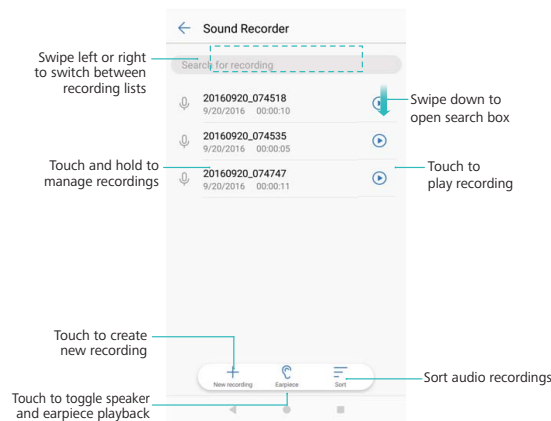 Sound Recorder
Search for recording
Swipe left or right
to switch between
recording lists
20160920_074518
9/20/2016 00:00:10
Swipe down to
open search box
20160920_074535
9/20/2016 00:00:05
Touch and hold to
manage recordings
20160920_074747
9/20/2016 00:00:11
Touch to
play recording
Touch to create
new recording
New recording
Earpiece
Sort
Sort audio recordings
Touch to toggle speaker
and earpiece playback